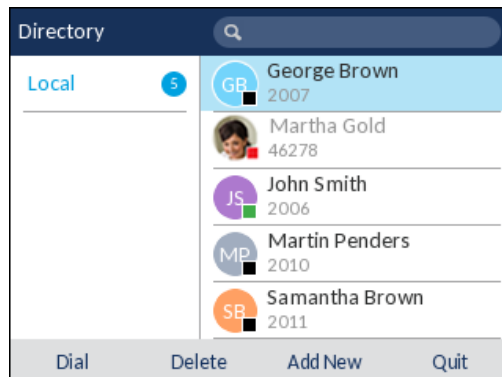 Directory
Local
5
GB
George Brown
2007
Martha Gold
46278
JS
John Smith
2006
MP
Martin Penders
2010
SB
Samantha Brown
2011
Dial
Delete
Add New
Quit